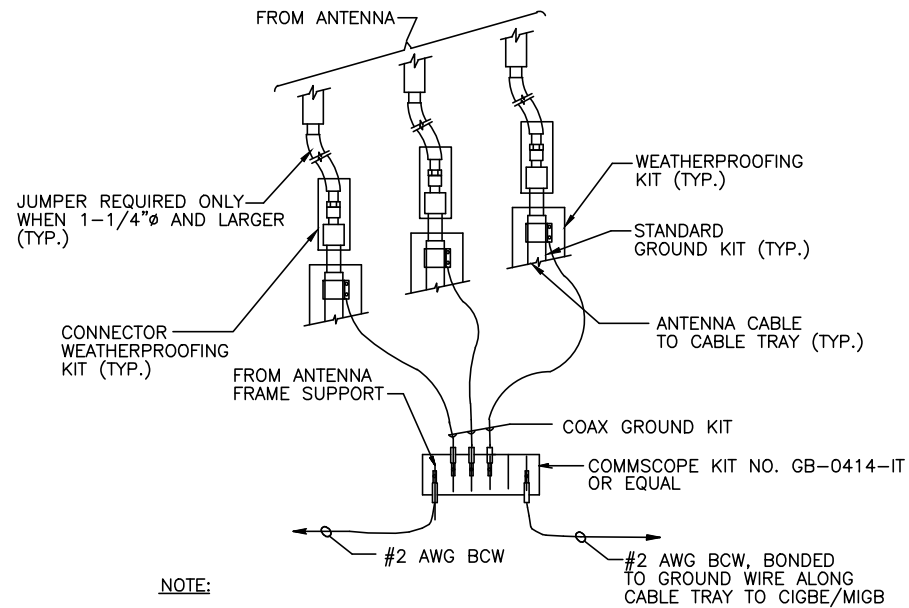 FROM ANTENNA
JUMPER REQUIRED ONLY
WHEN 1-1/4"ø AND LARGER
(TYP.)
WEATHERPROOFING
KIT (TYP.)
STANDARD
GROUND KIT (TYP.)
CONNECTOR
WEATHERPROOFING
KIT (TYP.)
ANTENNA CABLE
TO CABLE TRAY (TYP.)
FROM ANTENNA
FRAME SUPPORT
COAX GROUND KIT
COMMSCOPE KIT NO. GB-0414-IT
OR EQUAL
#2 AWG BCW
#2 AWG BCW, BONDED
TO GROUND WIRE ALONG
CABLE TRAY TO CIGBE/MIGB
NOTE: